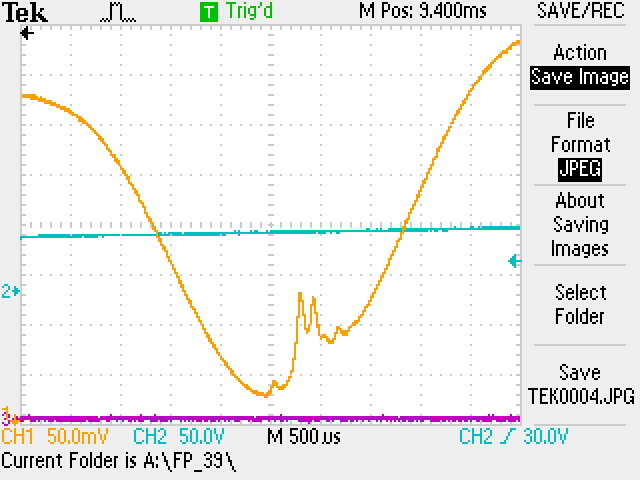 Tek T Trig'd M Pos: 9.400ms SAVE/REC
Action
Save Image
File
Format
JPEG
About
Saving
Images
Select
Folder
Save
TEK0004.JPG
2
1
3
CH1 50.0mV CH2 50.0V M 500µs CH2 30.0V
Current Folder is A:\FP_39\